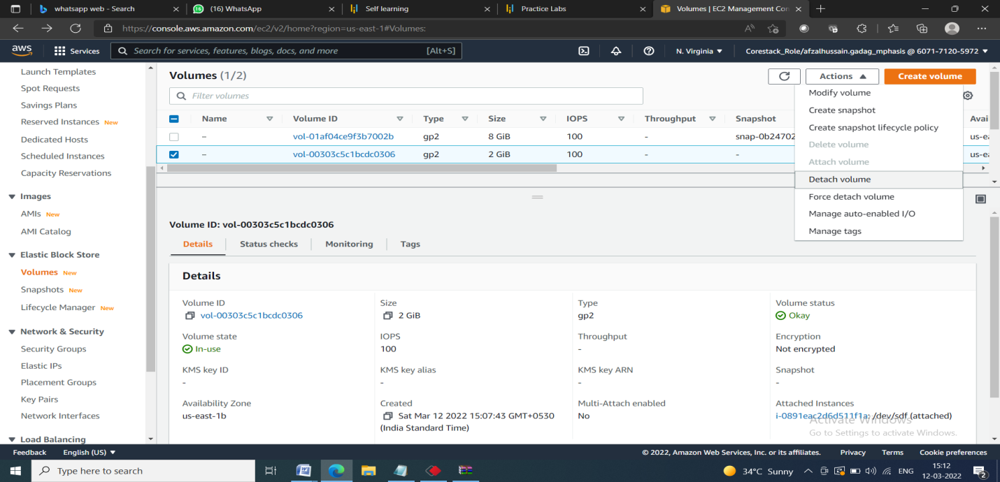 whatsapp web - Search
(16) WhatsApp
Self learning
Practice Labs
Volumes | EC2 Management Con
https://console.aws.amazon.com/ec2/v2/home?region=us-east-1#Volumes:
aws
Services
Search for services, features, blogs, docs, and more
[Alt+S]
N. Virginia
Corestack_Role/afzalhussain.gadag_mphasis @ 6071-7120-5972
Launch Templates
Spot Requests
Savings Plans
Reserved Instances New
Dedicated Hosts
Scheduled Instances
Capacity Reservations
Images
AMIs New
AMI Catalog
Elastic Block Store
Volumes New
Snapshots New
Lifecycle Manager New
Network & Security
Security Groups
Elastic IPs
Placement Groups
Key Pairs
Network Interfaces
Load Balancing
Volumes (1/2)
Actions
Create volume
Filter volumes
Name Volume ID Type Size IOPS Throughput Snapshot Avai
– vol-01af04ce9f3b7002b gp2 8 GiB 100 - snap-0b24702 us-ea
– vol-00303c5c1bcdc0306 gp2 2 GiB 100 - - us-ea
Modify volume
Create snapshot
Create snapshot lifecycle policy
Delete volume
Attach volume
Detach volume
Force detach volume
Manage auto-enabled I/O
Manage tags
Volume ID: vol-00303c5c1bcdc0306
Details
Status checks
Monitoring
Tags
Details
Volume ID
vol-00303c5c1bcdc0306
Size
2 GiB
Type
gp2
Volume status
Okay
Volume state
In-use
IOPS
100
Throughput
-
Encryption
Not encrypted
KMS key ID
-
KMS key alias
-
KMS key ARN
-
Snapshot
-
Availability Zone
us-east-1b
Created
Sat Mar 12 2022 15:07:43 GMT+0530
(India Standard Time)
Multi-Attach enabled
No
Attached Instances
i-0891eac2d6d511f1a: /dev/sdf (attached)
Activate Windows
Go to Settings to activate Windows.
Feedback
English (US)
© 2022, Amazon Web Services, Inc. or its affiliates.
Privacy
Terms
Cookie preferences
Type here to search
34°C Sunny
ENG
15:12
12-03-2022
2